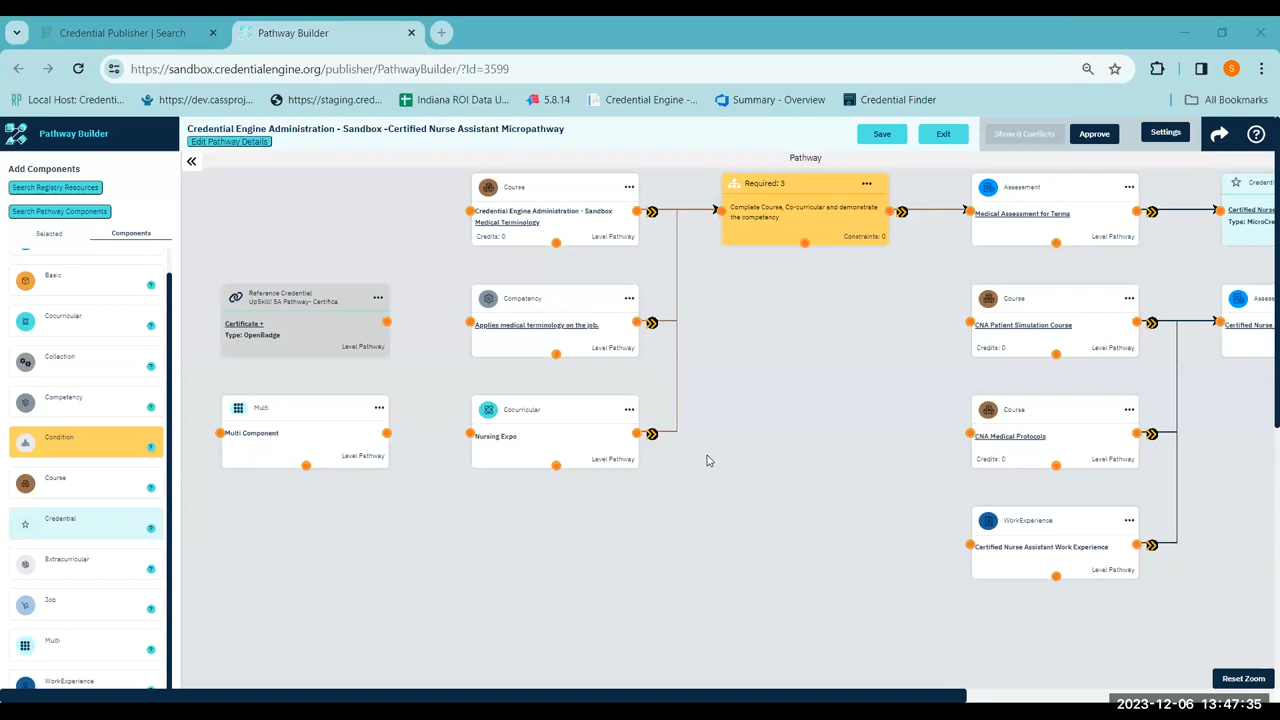 Credential Publisher | Search
Pathway Builder
https://sandbox.credentialengine.org/publisher/PathwayBuilder/?Id=3599
S
Local Host: Credenti...
https://dev.cassproj...
https://staging.cred...
Indiana ROI Data U...
5.8.14
Credential Engine -...
Summary - Overview
Credential Finder
All Bookmarks
Pathway Builder
Credential Engine Administration - Sandbox -Certified Nurse Assistant Micropathway
Edit Pathway Details
Save
Exit
Show 0 Conflicts
Approve
Settings
Add Components
Search Registry Resources
Search Pathway Components
Selected
Components
Basic
Cocurricular
Collection
Competency
Condition
Course
Credential
Extracurricular
Job
Multi
WorkExperience
Pathway
Reference Credential
UpSkill SA Pathway- Certifica
Certificate +
Type: OpenBadge
Level Pathway
Multi
Multi Component
Level Pathway
Course
Credential Engine Administration - Sandbox
Medical Terminology
Credits: 0
Level Pathway
Competency
Applies medical terminology on the job.
Level Pathway
Cocurricular
Nursing Expo
Level Pathway
Required: 3
Complete Course, Co-curricular and demonstrate
the competency
Constraints: 0
Assessment
Medical Assessment for Terms
Level Pathway
Course
CNA Patient Simulation Course
Credits: 0
Level Pathway
Course
CNA Medical Protocols
Credits: 0
Level Pathway
WorkExperience
Certified Nurse Assistant Work Experience
Level Pathway
Credenti
Certified Nurse
Type: MicroCre
Assess
Certified Nurse
Reset Zoom
2023-12-06 13:47:35